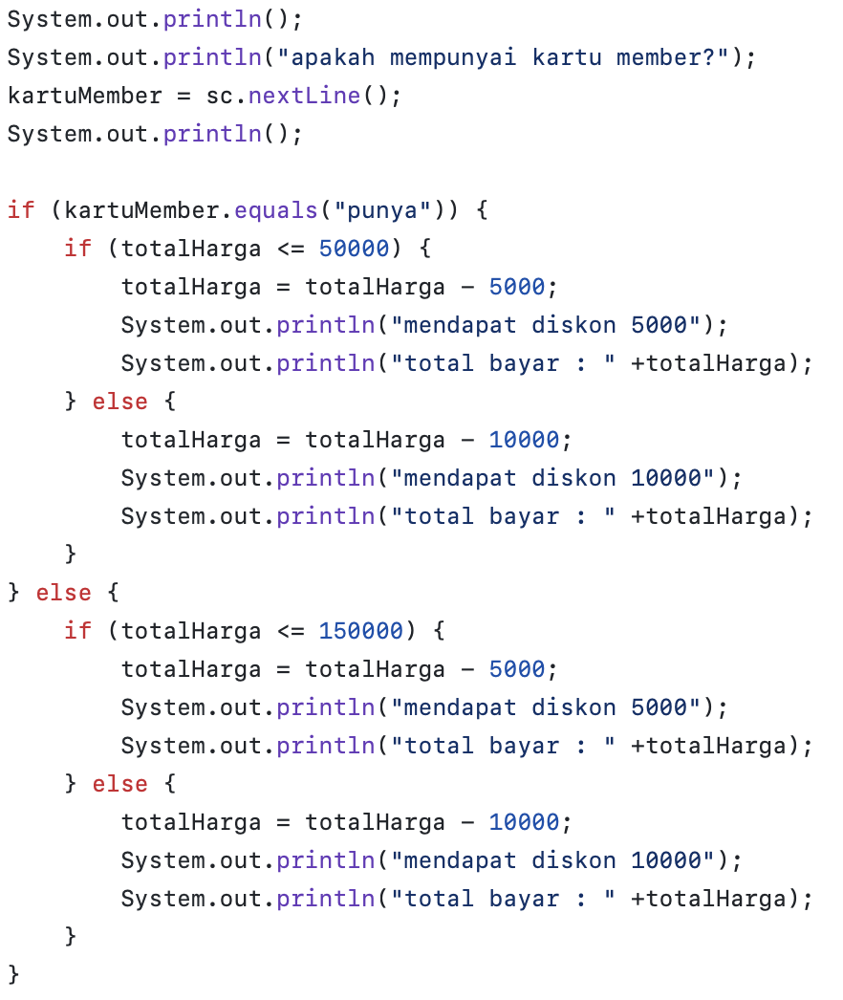 System.out.println();
System.out.println("apakah mempunyai kartu member?");
kartuMember = sc.nextLine();
System.out.println();

if (kartuMember.equals("punya")) {
    if (totalHarga <= 50000) {
        totalHarga = totalHarga – 5000;
        System.out.println("mendapat diskon 5000");
        System.out.println("total bayar : " +totalHarga);
    } else {
        totalHarga = totalHarga – 10000;
        System.out.println("mendapat diskon 10000");
        System.out.println("total bayar : " +totalHarga);
    }
} else {
    if (totalHarga <= 150000) {
        totalHarga = totalHarga – 5000;
        System.out.println("mendapat diskon 5000");
        System.out.println("total bayar : " +totalHarga);
    } else {
        totalHarga = totalHarga – 10000;
        System.out.println("mendapat diskon 10000");
        System.out.println("total bayar : " +totalHarga);
    }
}